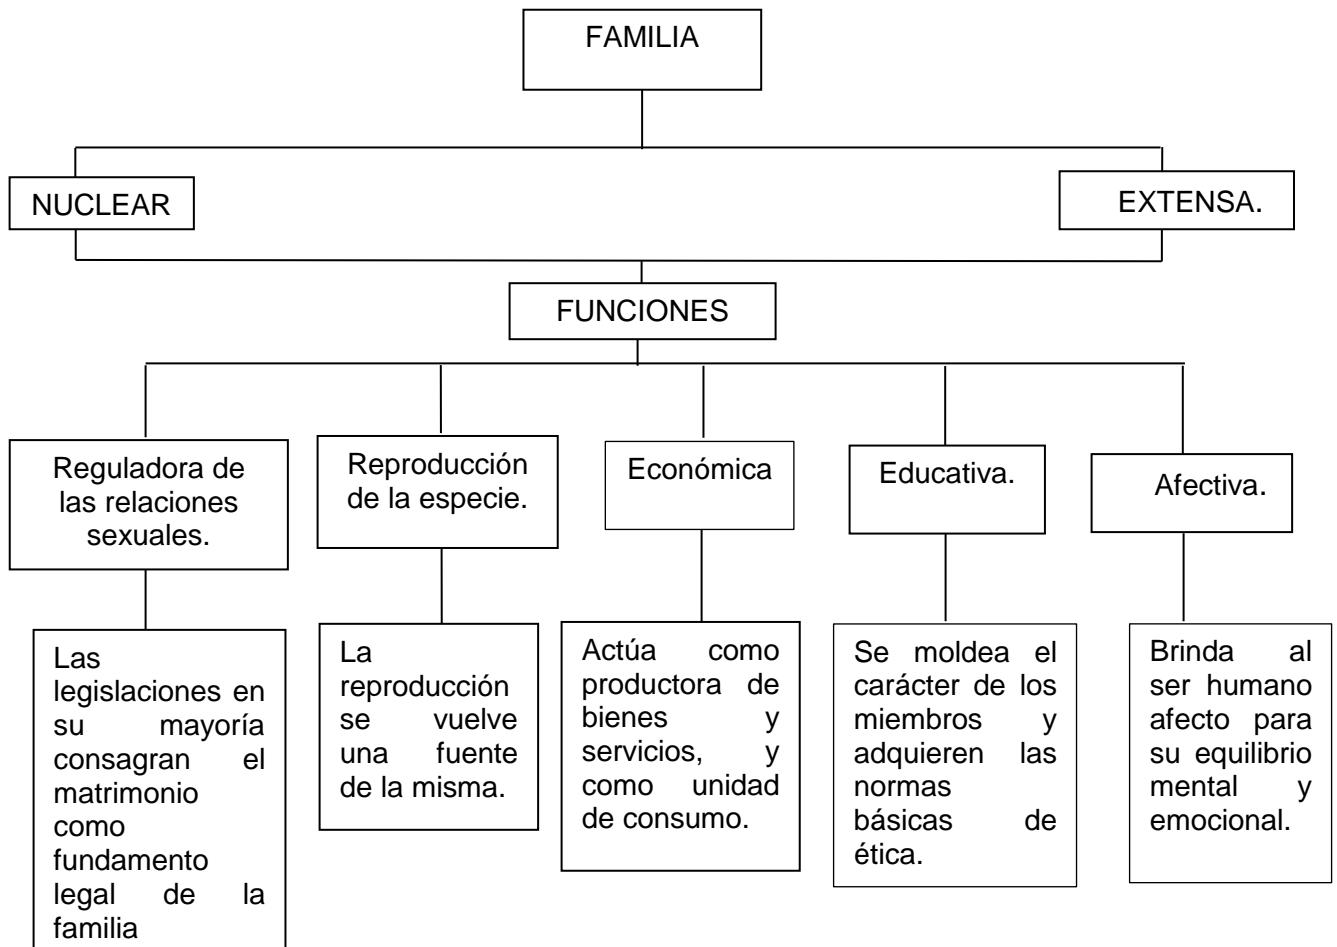 FAMILIA
NUCLEAR
EXTENSA.
FUNCIONES
Reguladora de
las relaciones
sexuales.
Reproducción
de la especie.
Económica
Educativa.
Afectiva.
Las
legislaciones en
su mayoría
consagran el
matrimonio
como
fundamento
legal de la
familia
La
reproducción
se vuelve
una fuente
de la misma.
Actúa como
productora de
bienes y
servicios, y
como unidad
de consumo.
Se moldea el
carácter de los
miembros y
adquieren las
normas
básicas de
ética.
Brinda al
ser humano
afecto para
su equilibrio
mental y
emocional.